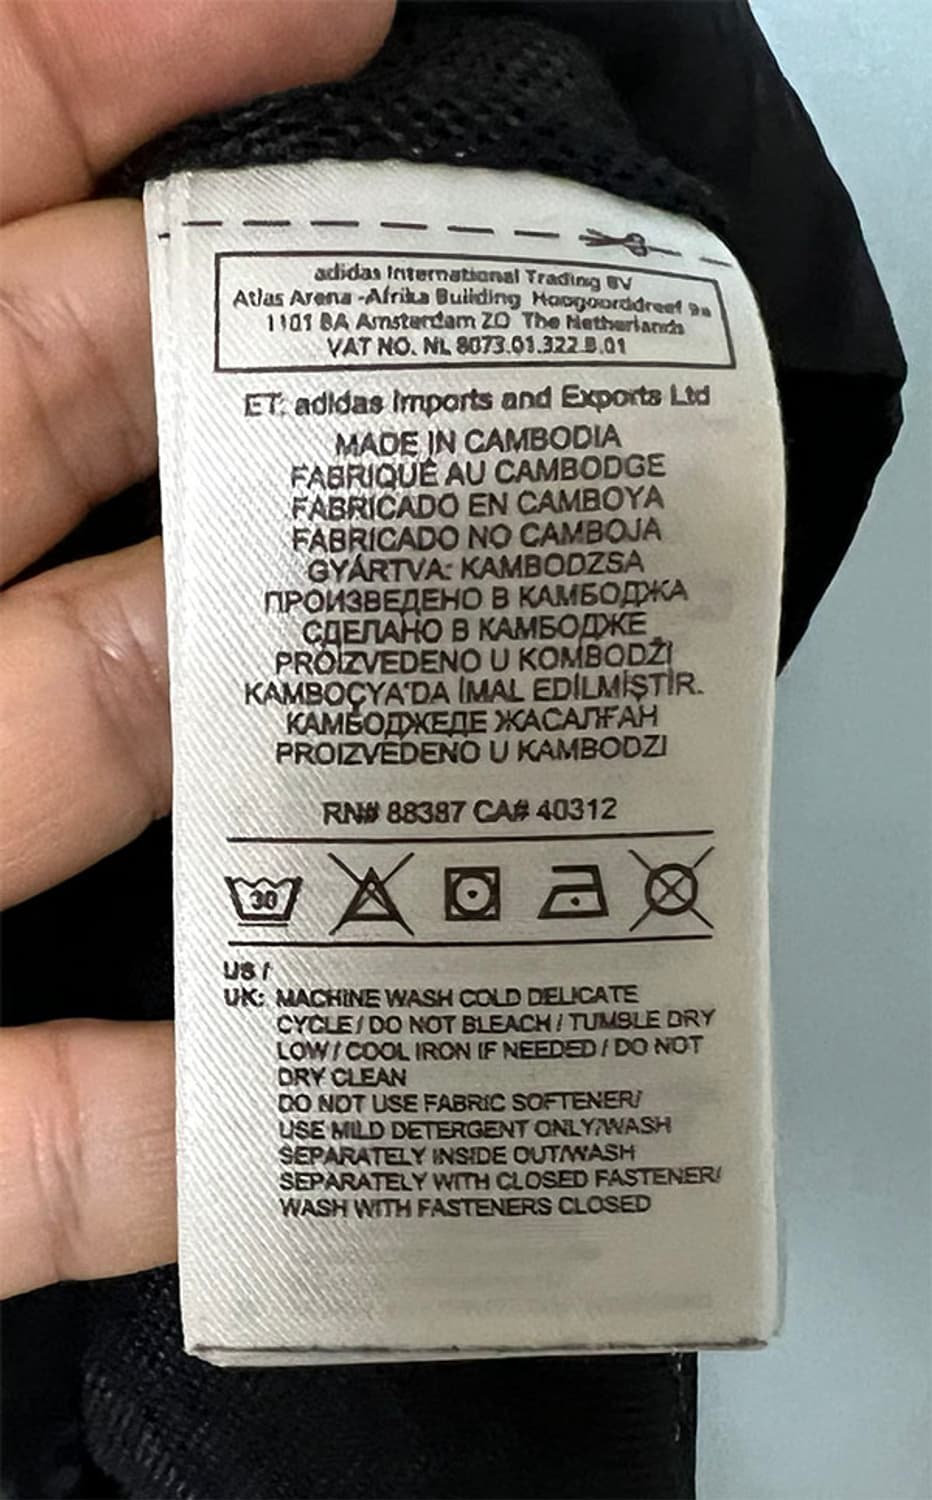 adidas International Trading BV
Atlas Arena -Afrika Building Hoogoorddreef 9a
1101 BA Amsterdam ZO The Netherlands
VAT NO. NL 8073.01.322.B.01
ET: adidas Imports and Exports Ltd
MADE IN CAMBODIA
FABRIQUÉ AU CAMBODGE
FABRICADO EN CAMBOYA
FABRICADO NO CAMBOJA
GYÁRTVA: KAMBODZSA
ПРОИЗВЕДЕНО В КАМБОДЖА
СДЕЛАНО В КАМБОДЖЕ
PROIZVEDENO U KOMBODŽI
KAMBOÇYA'DA İMAL EDİLMİŞTİR.
КАМБОДЖЕДЕ ЖАСАЛҒАН
PROIZVEDENO U KAMBODZI
RN# 88387 CA# 40312
30
US /
UK: MACHINE WASH COLD DELICATE
CYCLE / DO NOT BLEACH / TUMBLE DRY
LOW / COOL IRON IF NEEDED / DO NOT
DRY CLEAN
DO NOT USE FABRIC SOFTENER/
USE MILD DETERGENT ONLY/WASH
SEPARATELY INSIDE OUT/WASH
SEPARATELY WITH CLOSED FASTENER/
WASH WITH FASTENERS CLOSED